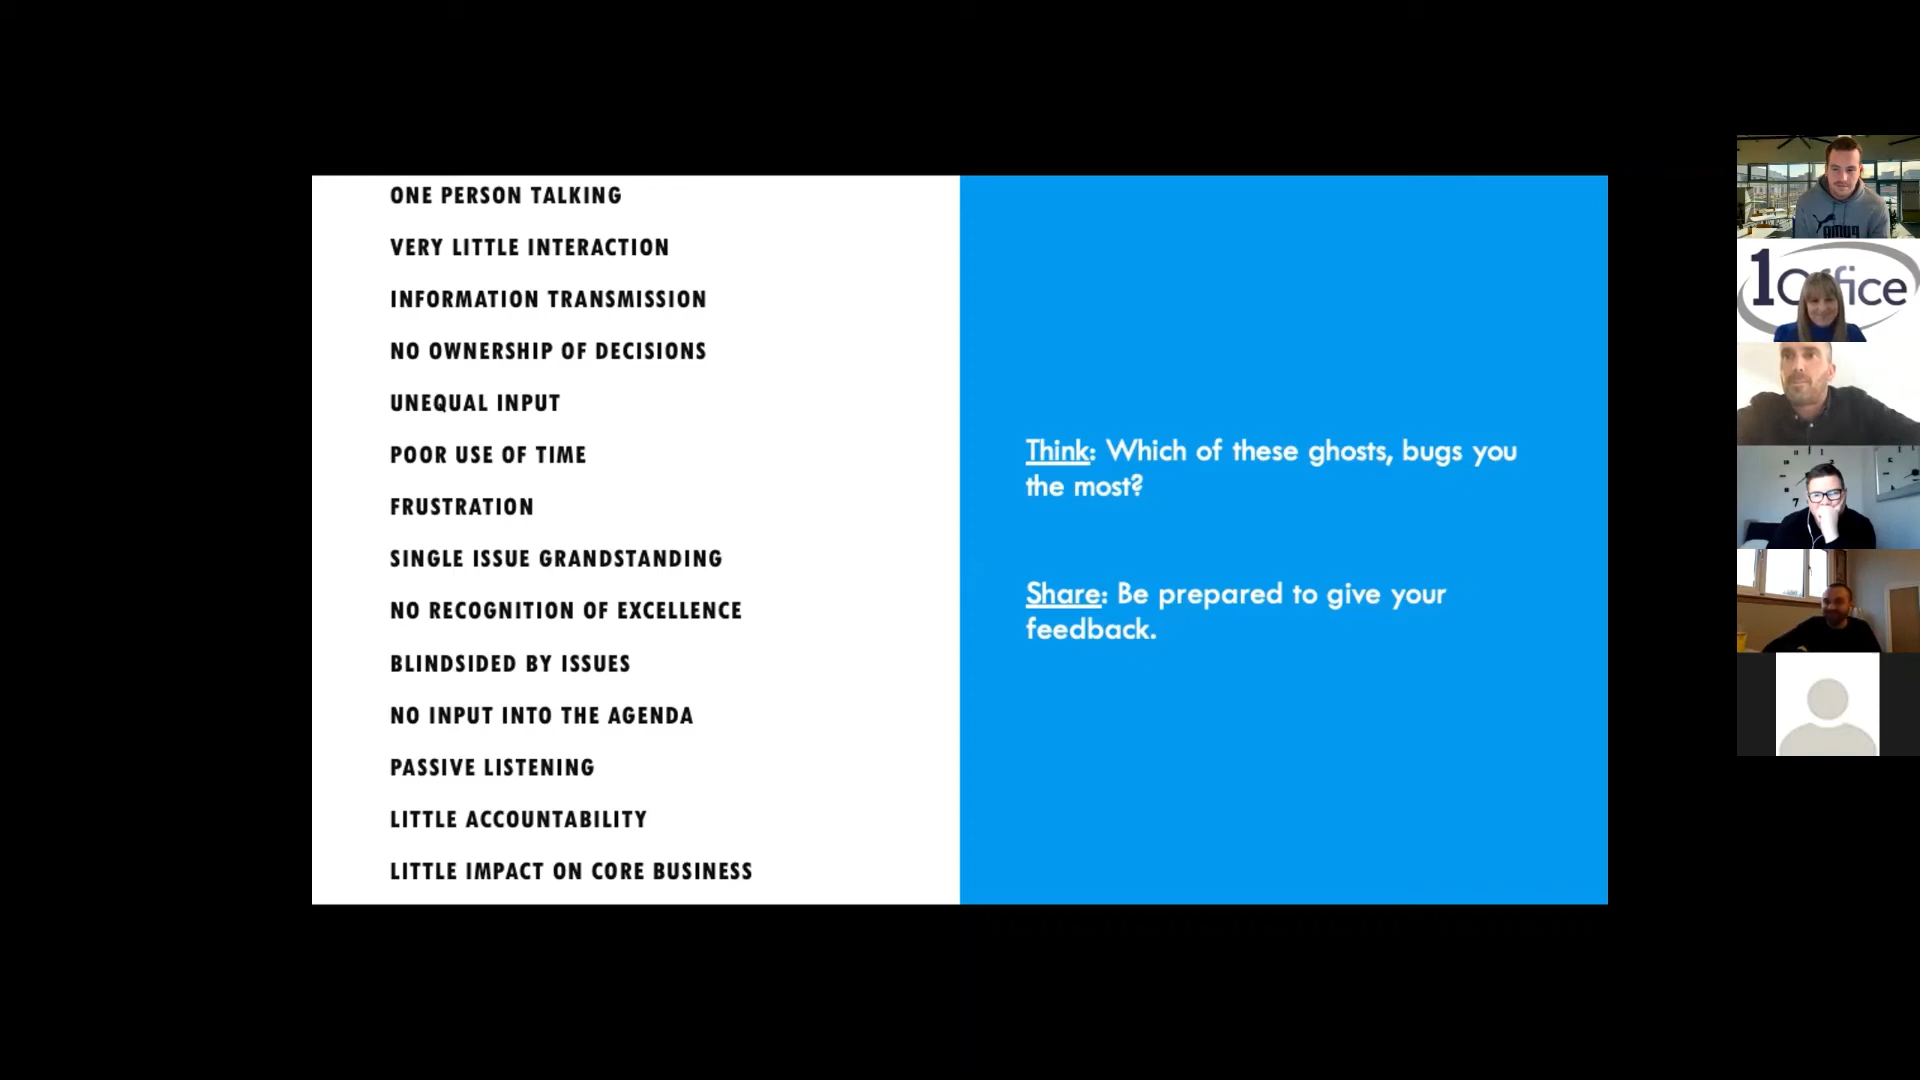 ONE PERSON TALKING
VERY LITTLE INTERACTION
INFORMATION TRANSMISSION
NO OWNERSHIP OF DECISIONS
UNEQUAL INPUT
POOR USE OF TIME
FRUSTRATION
SINGLE ISSUE GRANDSTANDING
NO RECOGNITION OF EXCELLENCE
BLINDSIDED BY ISSUES
NO INPUT INTO THE AGENDA
PASSIVE LISTENING
LITTLE ACCOUNTABILITY
LITTLE IMPACT ON CORE BUSINESS
Think: Which of these ghosts, bugs you
the most?
Share: Be prepared to give your
feedback.
1Office